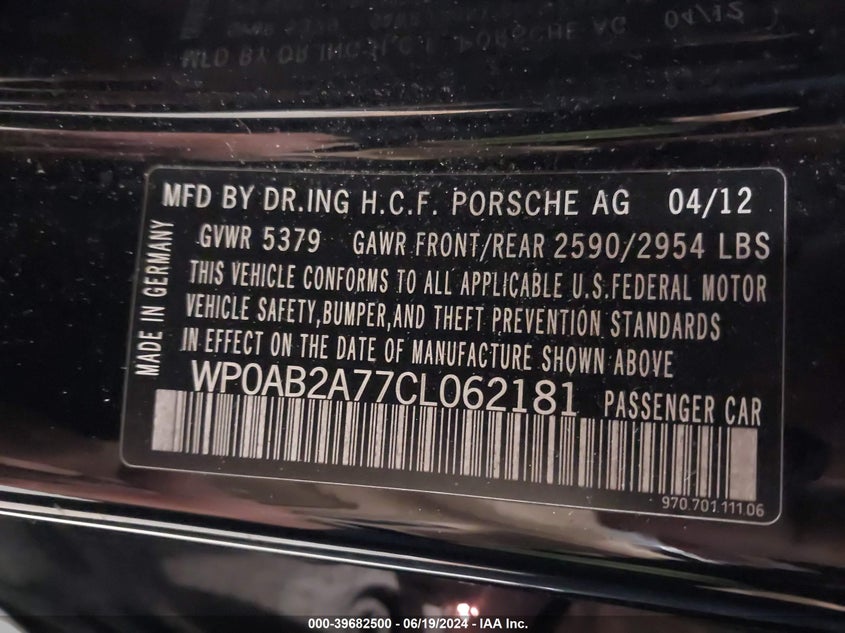 MFD BY DR.ING H.C.F. PORSCHE AG 04/12
GVWR 5379 GAWR FRONT/REAR 2590/2954 LBS
THIS VEHICLE CONFORMS TO ALL APPLICABLE U.S.FEDERAL MOTOR
VEHICLE SAFETY,BUMPER,AND THEFT PREVENTION STANDARDS
IN EFFECT ON THE DATE OF MANUFACTURE SHOWN ABOVE
WP0AB2A77CL062181 PASSENGER CAR
970.701.111.06
MADE IN GERMANY
000-39682500 - 06/19/2024 - IAA Inc.